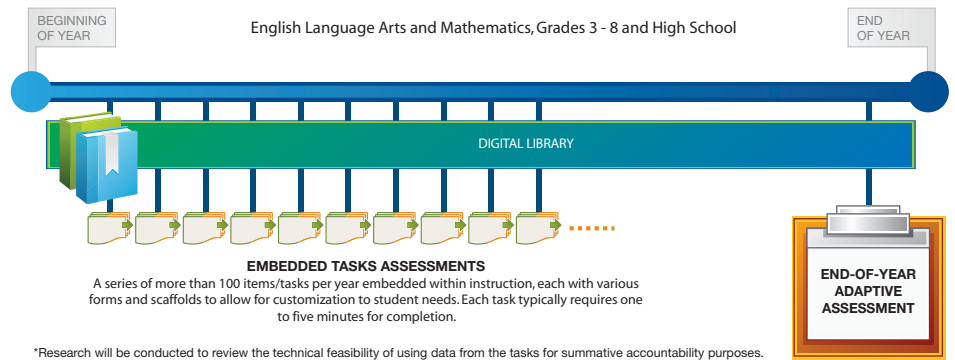 BEGINNING
OF YEAR
English Language Arts and Mathematics, Grades 3 - 8 and High School
END
OF YEAR
DIGITAL LIBRARY
EMBEDDED TASKS ASSESSMENTS
A series of more than 100 items/tasks per year embedded within instruction, each with various
forms and scaffolds to allow for customization to student needs. Each task typically requires one
to five minutes for completion.
END-OF-YEAR
ADAPTIVE
ASSESSMENT
*Research will be conducted to review the technical feasibility of using data from the tasks for summative accountability purposes.